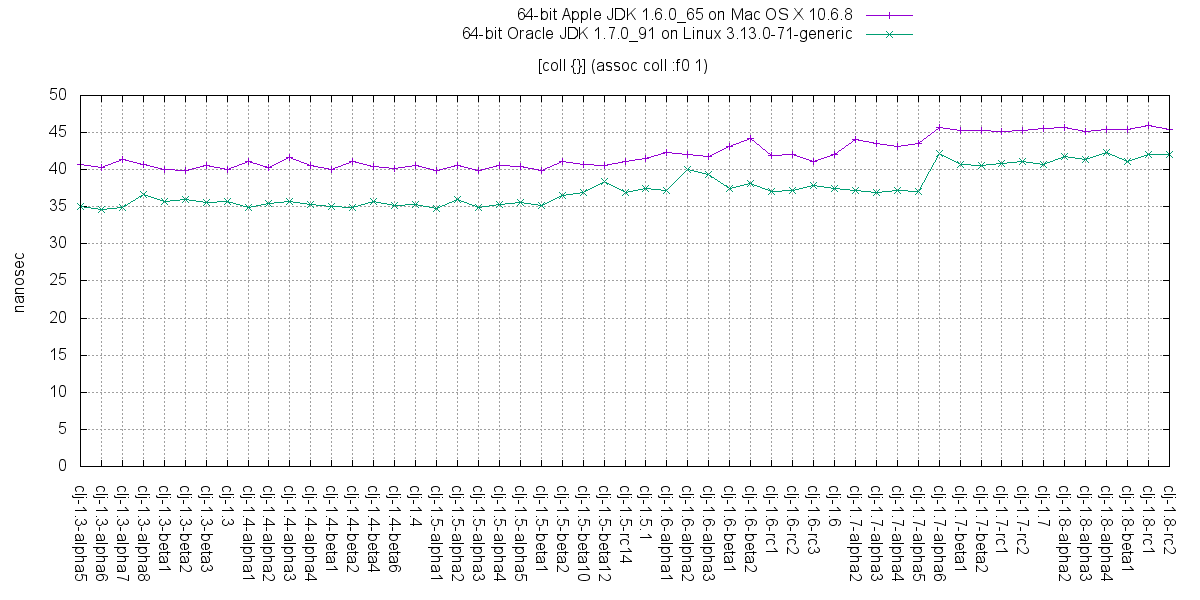 64-bit Apple JDK 1.6.0_65 on Mac OS X 10.6.8
64-bit Oracle JDK 1.7.0_91 on Linux 3.13.0-71-generic
[coll {}] (assoc coll :f0 1)
50
45
40
35
30
25
20
15
10
5
0
nanosec
clj-1.3-alpha5
clj-1.3-alpha6
clj-1.3-alpha7
clj-1.3-alpha8
clj-1.3-beta1
clj-1.3-beta2
clj-1.3-beta3
clj-1.3
clj-1.4-alpha1
clj-1.4-alpha2
clj-1.4-alpha3
clj-1.4-alpha4
clj-1.4-beta1
clj-1.4-beta2
clj-1.4-beta4
clj-1.4-beta6
clj-1.4
clj-1.5-alpha1
clj-1.5-alpha2
clj-1.5-alpha3
clj-1.5-alpha4
clj-1.5-alpha5
clj-1.5-beta1
clj-1.5-beta2
clj-1.5-beta10
clj-1.5-beta12
clj-1.5-rc14
clj-1.5.1
clj-1.6-alpha1
clj-1.6-alpha2
clj-1.6-alpha3
clj-1.6-beta1
clj-1.6-beta2
clj-1.6-rc1
clj-1.6-rc2
clj-1.6-rc3
clj-1.6
clj-1.7-alpha2
clj-1.7-alpha3
clj-1.7-alpha4
clj-1.7-alpha5
clj-1.7-alpha6
clj-1.7-beta1
clj-1.7-beta2
clj-1.7-rc1
clj-1.7-rc2
clj-1.7
clj-1.8-alpha2
clj-1.8-alpha3
clj-1.8-alpha4
clj-1.8-beta1
clj-1.8-rc1
clj-1.8-rc2